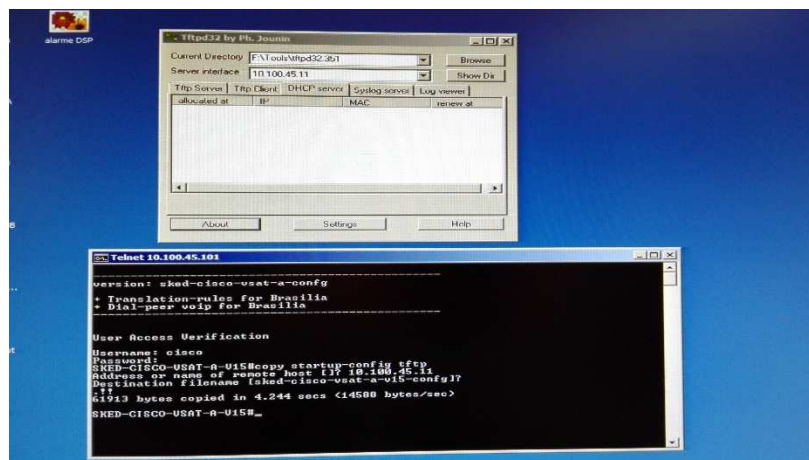 alarme DSP
Tftpd32 by Ph. Jounin
Current Directory F:\Tools\tftpd32.351 Browse
Server interface 10.100.45.11 Show Dir
Tftp Server Tftp Client DHCP server Syslog server Log viewer
allocated at IP MAC renew at
About Settings Help
Telnet 10.100.45.101
version: sked-cisco-vsat-a-confg
+ Translation-rules for Brasilia
+ Dial-peer voip for Brasilia
User Access Verification
Username: cisco
Password:
SKED-CISCO-VSAT-A-V15#copy startup-config tftp
Address or name of remote host []? 10.100.45.11
Destination filename [sked-cisco-vsat-a-v15-confg]?
.!!
61913 bytes copied in 4.244 secs (14588 bytes/sec)
SKED-CISCO-VSAT-A-V15#_